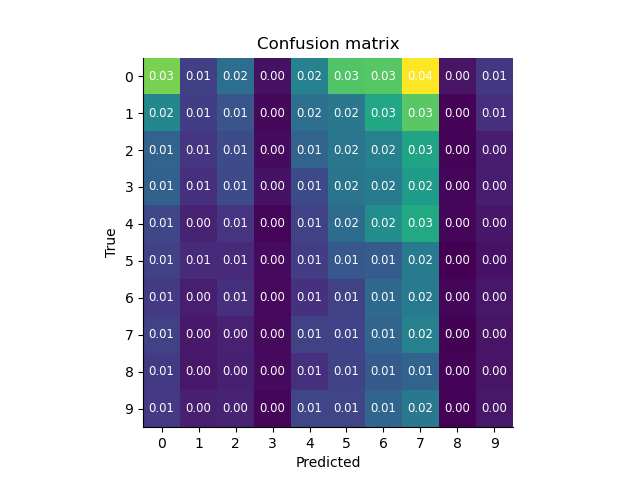 Confusion matrix
True
0 0.03 0.01 0.02 0.00 0.02 0.03 0.03 0.04 0.00 0.01
1 0.02 0.01 0.01 0.00 0.02 0.02 0.03 0.03 0.00 0.01
2 0.01 0.01 0.01 0.00 0.01 0.02 0.02 0.03 0.00 0.00
3 0.01 0.01 0.01 0.00 0.01 0.02 0.02 0.02 0.00 0.00
4 0.01 0.00 0.01 0.00 0.01 0.02 0.02 0.03 0.00 0.00
5 0.01 0.01 0.01 0.00 0.01 0.01 0.01 0.02 0.00 0.00
6 0.01 0.00 0.01 0.00 0.01 0.01 0.01 0.02 0.00 0.00
7 0.01 0.00 0.00 0.00 0.01 0.01 0.01 0.02 0.00 0.00
8 0.01 0.00 0.00 0.00 0.01 0.01 0.01 0.01 0.00 0.00
9 0.01 0.00 0.00 0.00 0.01 0.01 0.01 0.02 0.00 0.00
0 1 2 3 4 5 6 7 8 9
Predicted